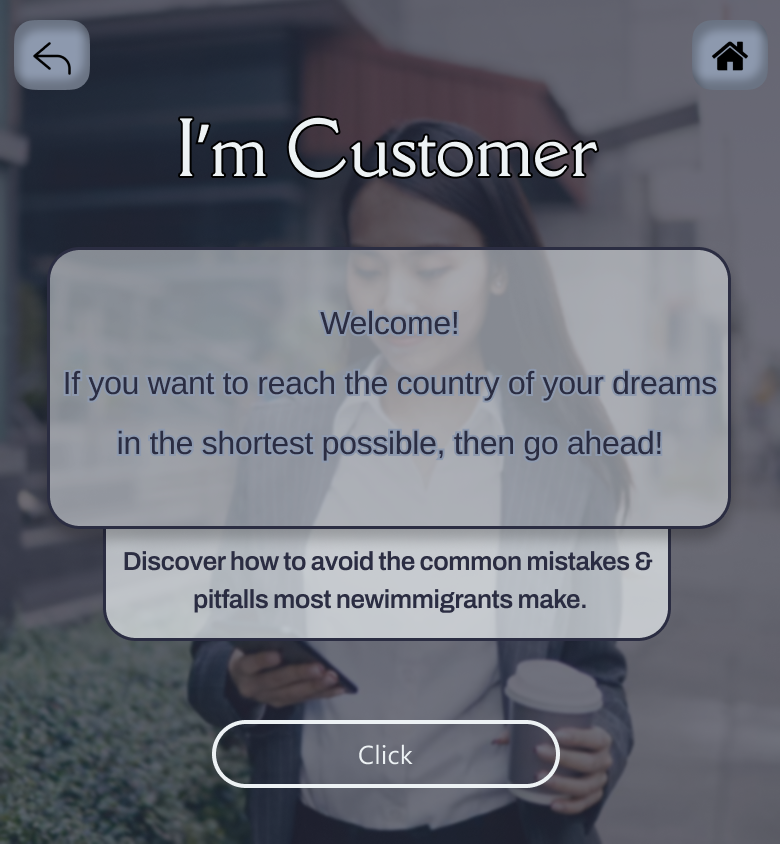 I'm Customer
Welcome!
If you want to reach the country of your dreams
in the shortest possible, then go ahead!
Discover how to avoid the common mistakes &
pitfalls most newimmigrants make.
Click